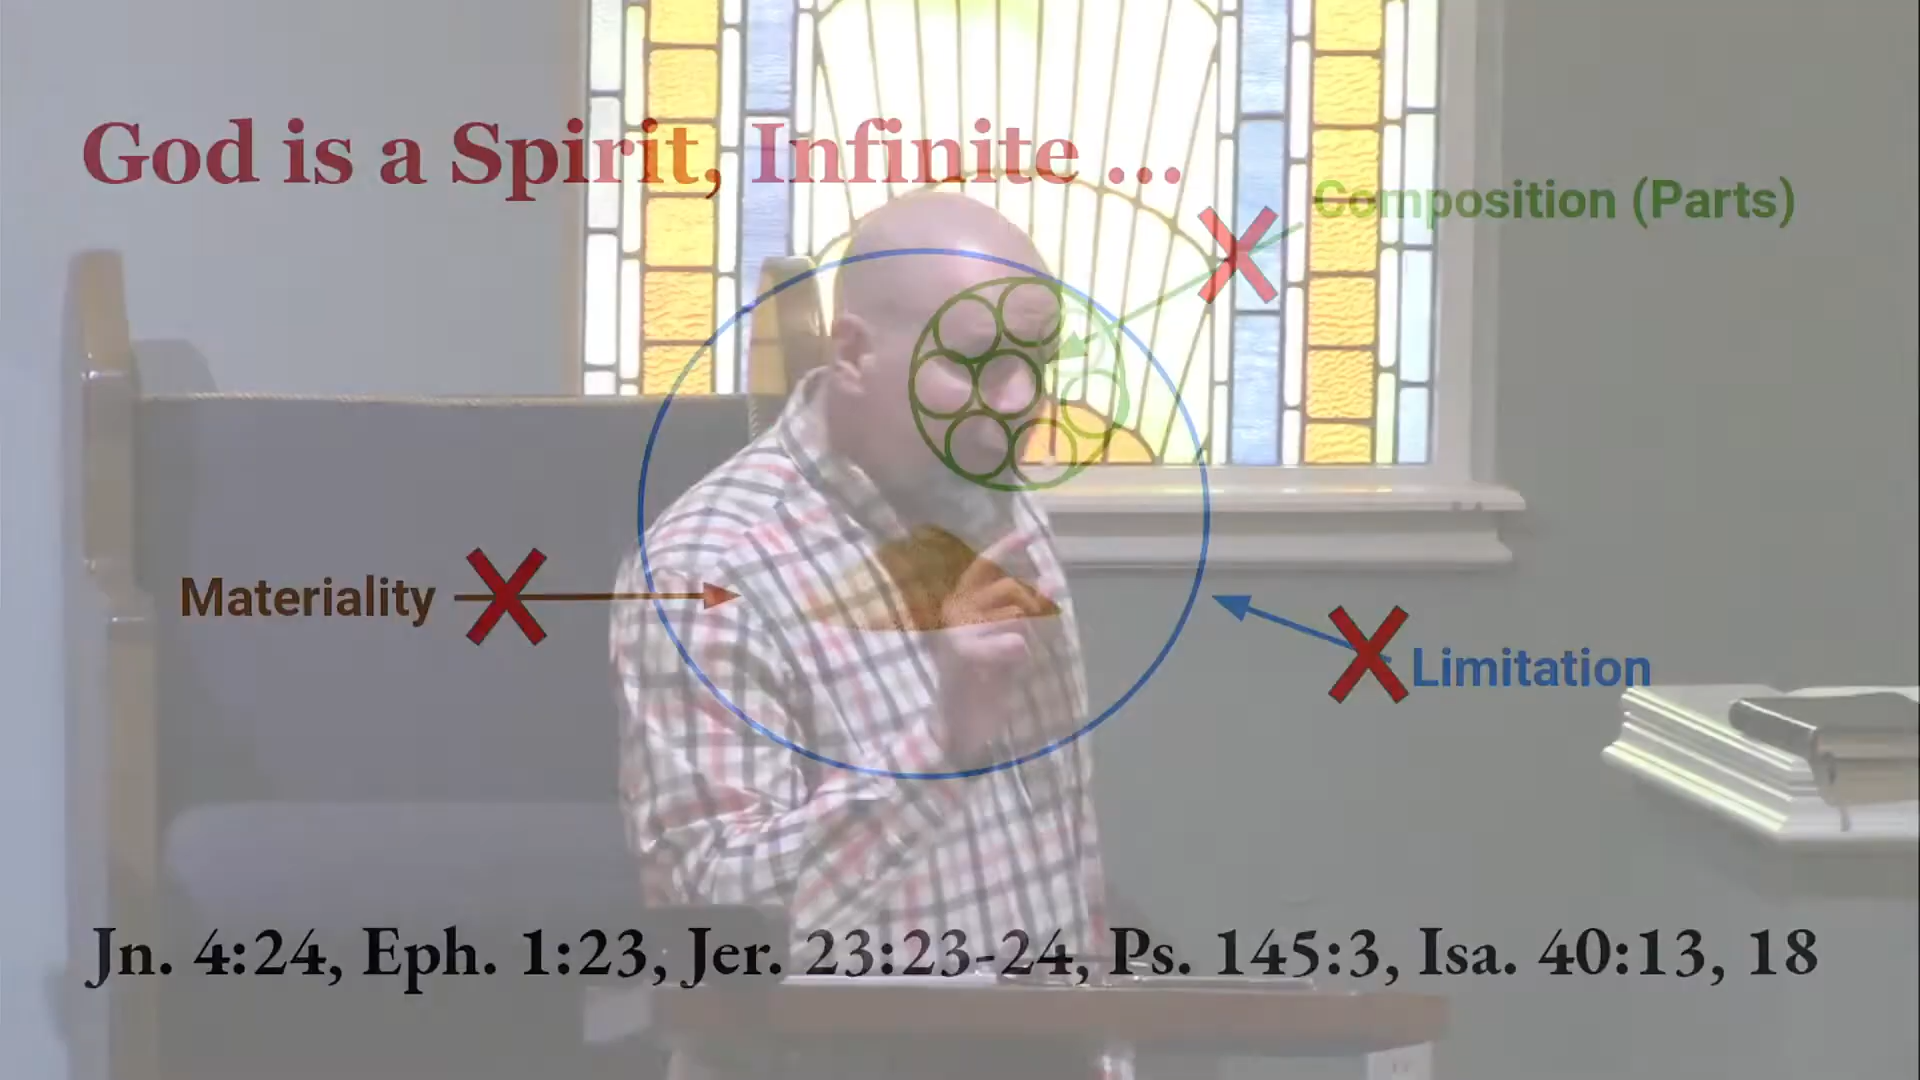 God is a Spirit, Infinite ...
Composition (Parts)
Materiality
Limitation
Jn. 4:24, Eph. 1:23, Jer. 23:23-24, Ps. 145:3, Isa. 40:13, 18